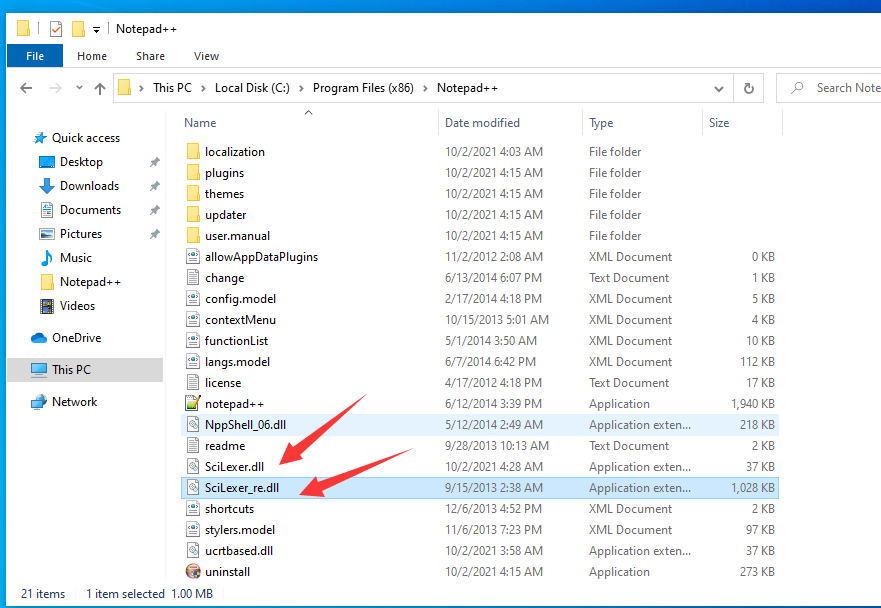 Notepad++
File Home Share View
This PC Local Disk (C:) Program Files (x86) Notepad++ Search Note
Name Date modified Type Size
Quick access
Desktop
Downloads
Documents
Pictures
Music
Notepad++
Videos
OneDrive
This PC
Network
localization 10/2/2021 4:03 AM File folder
plugins 10/2/2021 4:15 AM File folder
themes 10/2/2021 4:15 AM File folder
updater 10/2/2021 4:15 AM File folder
user.manual 10/2/2021 4:15 AM File folder
allowAppDataPlugins 11/2/2012 2:08 AM XML Document 0 KB
change 6/13/2014 6:07 PM Text Document 1 KB
config.model 2/17/2014 4:18 PM XML Document 5 KB
contextMenu 10/15/2013 5:01 AM XML Document 4 KB
functionList 5/1/2014 3:50 AM XML Document 10 KB
langs.model 6/7/2014 6:42 PM XML Document 112 KB
license 4/17/2012 4:18 PM Text Document 17 KB
notepad++ 6/12/2014 3:39 PM Application 1,940 KB
NppShell_06.dll 5/12/2014 2:49 AM Application exten... 218 KB
readme 9/28/2013 10:13 AM Text Document 2 KB
SciLexer.dll 10/2/2021 4:28 AM Application exten... 37 KB
SciLexer_re.dll 9/15/2013 2:38 AM Application exten... 1,028 KB
shortcuts 12/6/2013 4:52 PM XML Document 2 KB
stylers.model 11/6/2013 7:23 PM XML Document 97 KB
ucrtbased.dll 10/2/2021 3:58 AM Application exten... 37 KB
uninstall 10/2/2021 4:15 AM Application 273 KB
21 items 1 item selected 1.00 MB